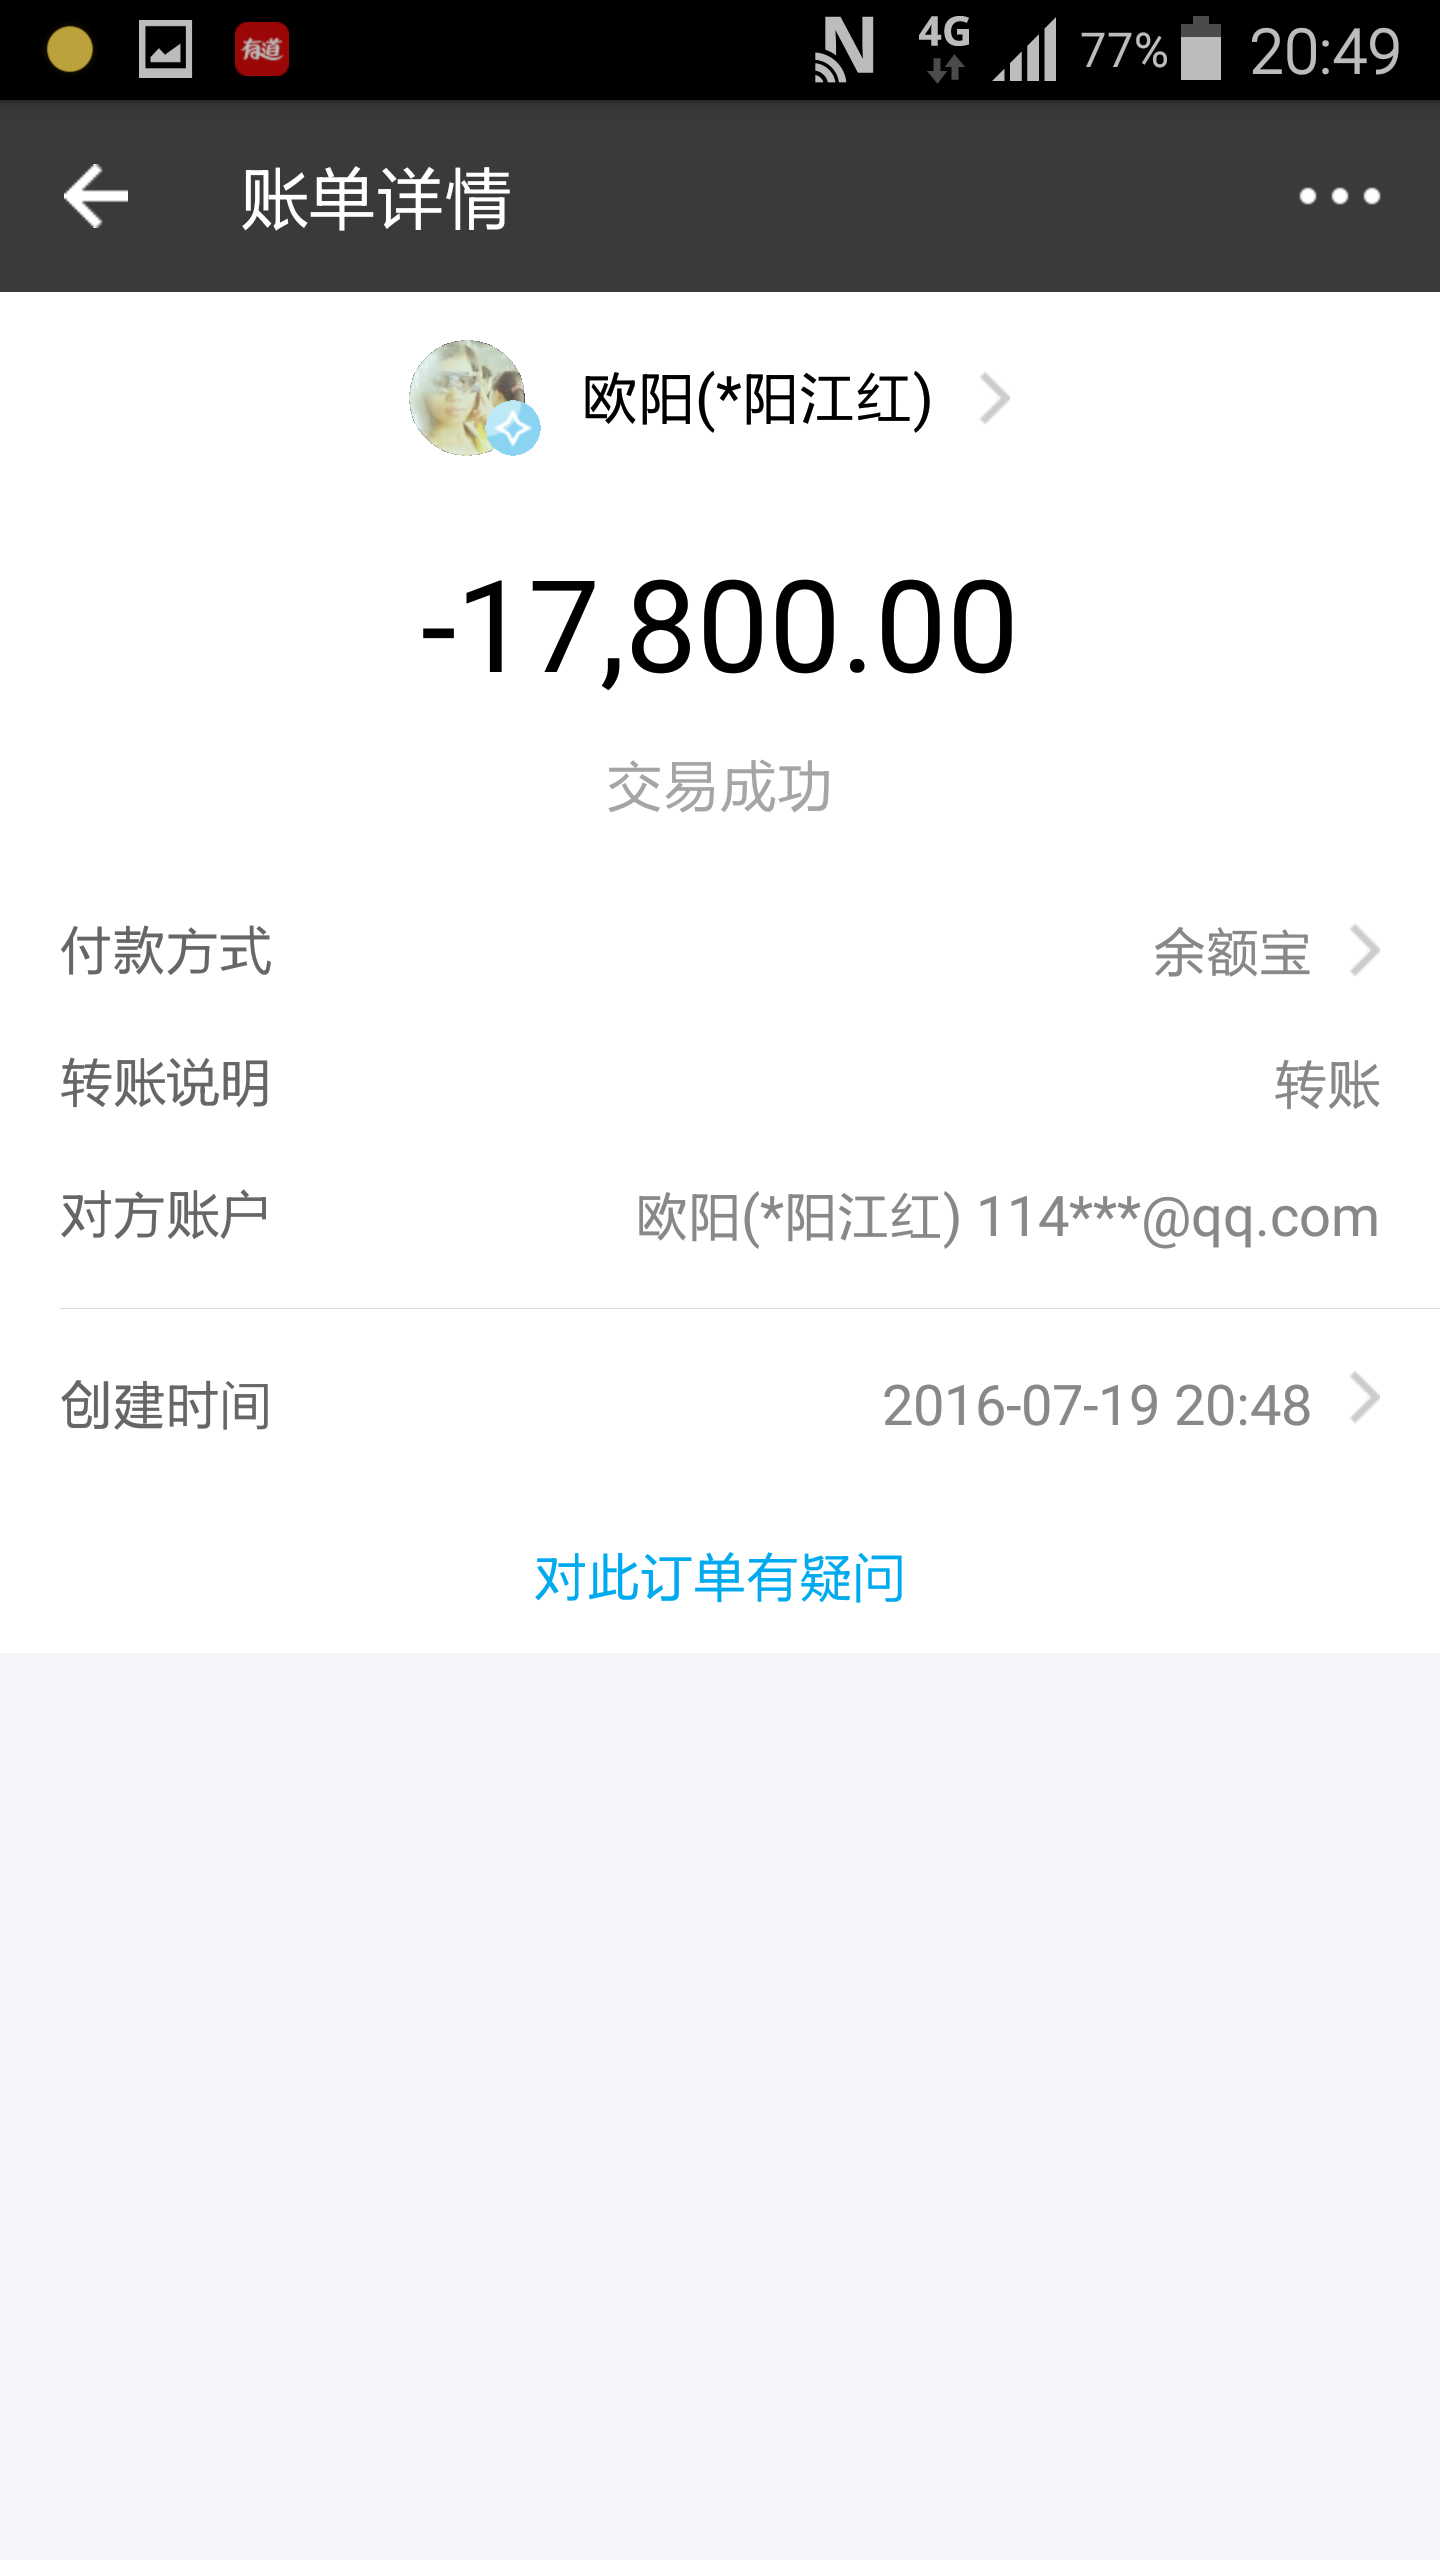 有道 4G 77% 20:49
账单详情
欧阳(*阳江红)
-17,800.00
交易成功
付款方式 余额宝
转账说明 转账
对方账户 欧阳(*阳江红) 114***@qq.com
创建时间 2016-07-19 20:48
对此订单有疑问